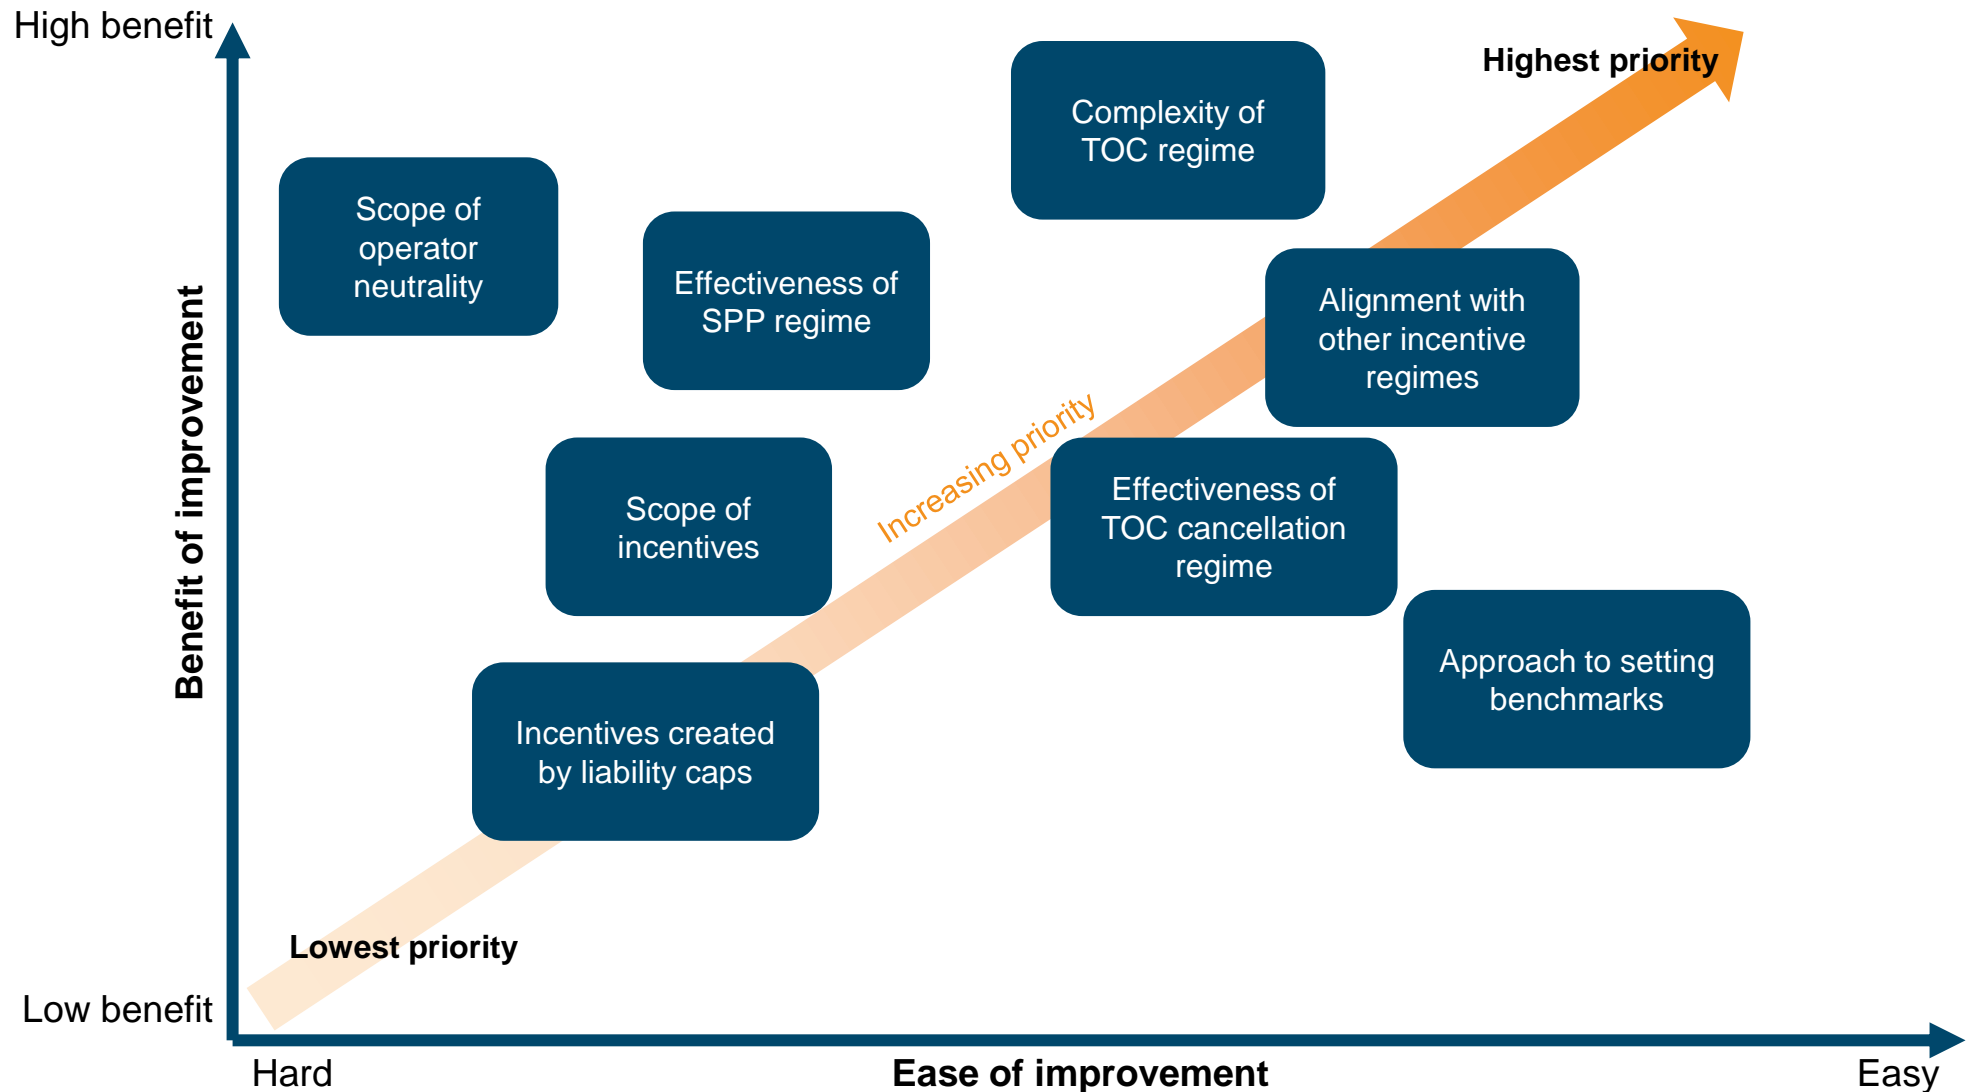 High benefit
Highest priority
Complexity of
TOC regime
Scope of
operator
neutrality
Effectiveness of
SPP regime
Alignment with
other incentive
regimes
Benefit of improvement
Increasing priority
Scope of
incentives
Effectiveness of
TOC cancellation
regime
Approach to setting
benchmarks
Incentives created
by liability caps
Lowest priority
Low benefit
Hard
Ease of improvement
Easy